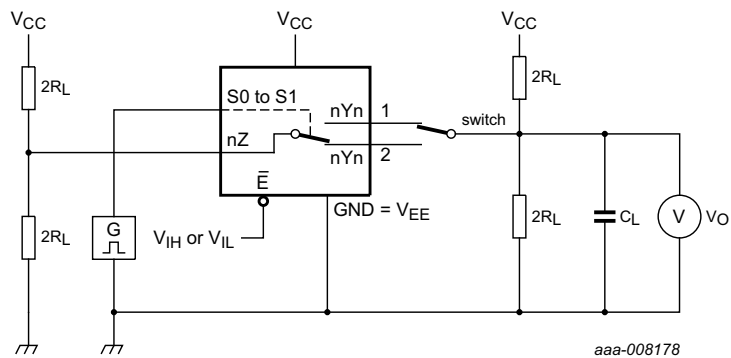 VCC
VCC
VCC
2RL
2RL
S0 to S1
nYn
1
switch
nZ
nYn
2
E̅
GND = VEE
2RL
G
VIH or VIL
2RL
CL
V
VO
aaa-008178